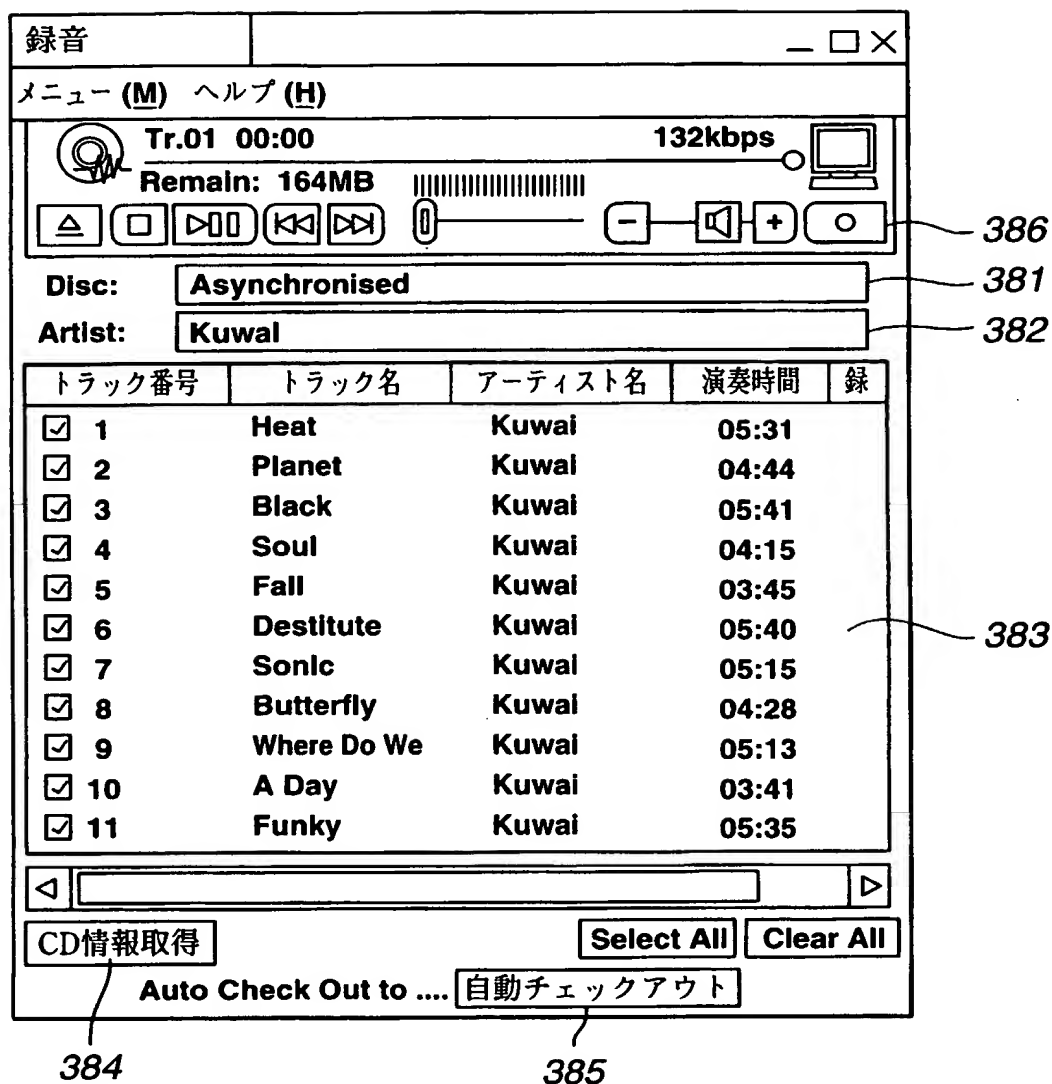 録音
メニュー (M) ヘルプ (H)
Tr.01 00:00 132kbps
Remain: 164MB
386
Disc: Asynchronised 381
Artist: Kuwai 382
トラック番号 トラック名 アーティスト名 演奏時間 録
1 Heat Kuwai 05:31
2 Planet Kuwai 04:44
3 Black Kuwai 05:41
4 Soul Kuwai 04:15
5 Fall Kuwai 03:45
6 Destitute Kuwai 05:40 383
7 Sonic Kuwai 05:15
8 Butterfly Kuwai 04:28
9 Where Do We Kuwai 05:13
10 A Day Kuwai 03:41
11 Funky Kuwai 05:35
CD情報取得 Select All Clear All
Auto Check Out to .... 自動チェックアウト
384 385